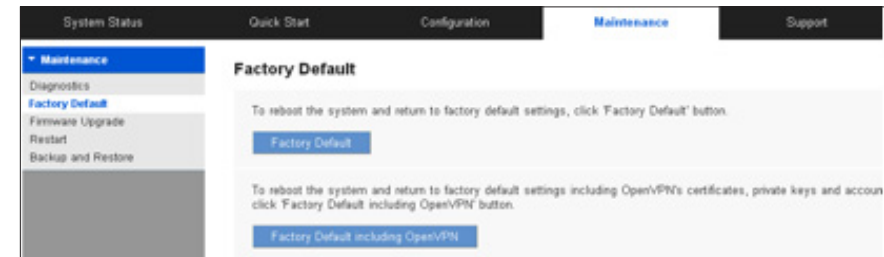 System Status Quick Start Configuration Maintenance Support
Maintenance
Diagnostics
Factory Default
Firmware Upgrade
Restart
Backup and Restore
Factory Default
To reboot the system and return to factory default settings, click 'Factory Default' button.
Factory Default
To reboot the system and return to factory default settings including OpenVPN's certificates, private keys and accoun
click 'Factory Default including OpenVPN' button.
Factory Default including OpenVPN